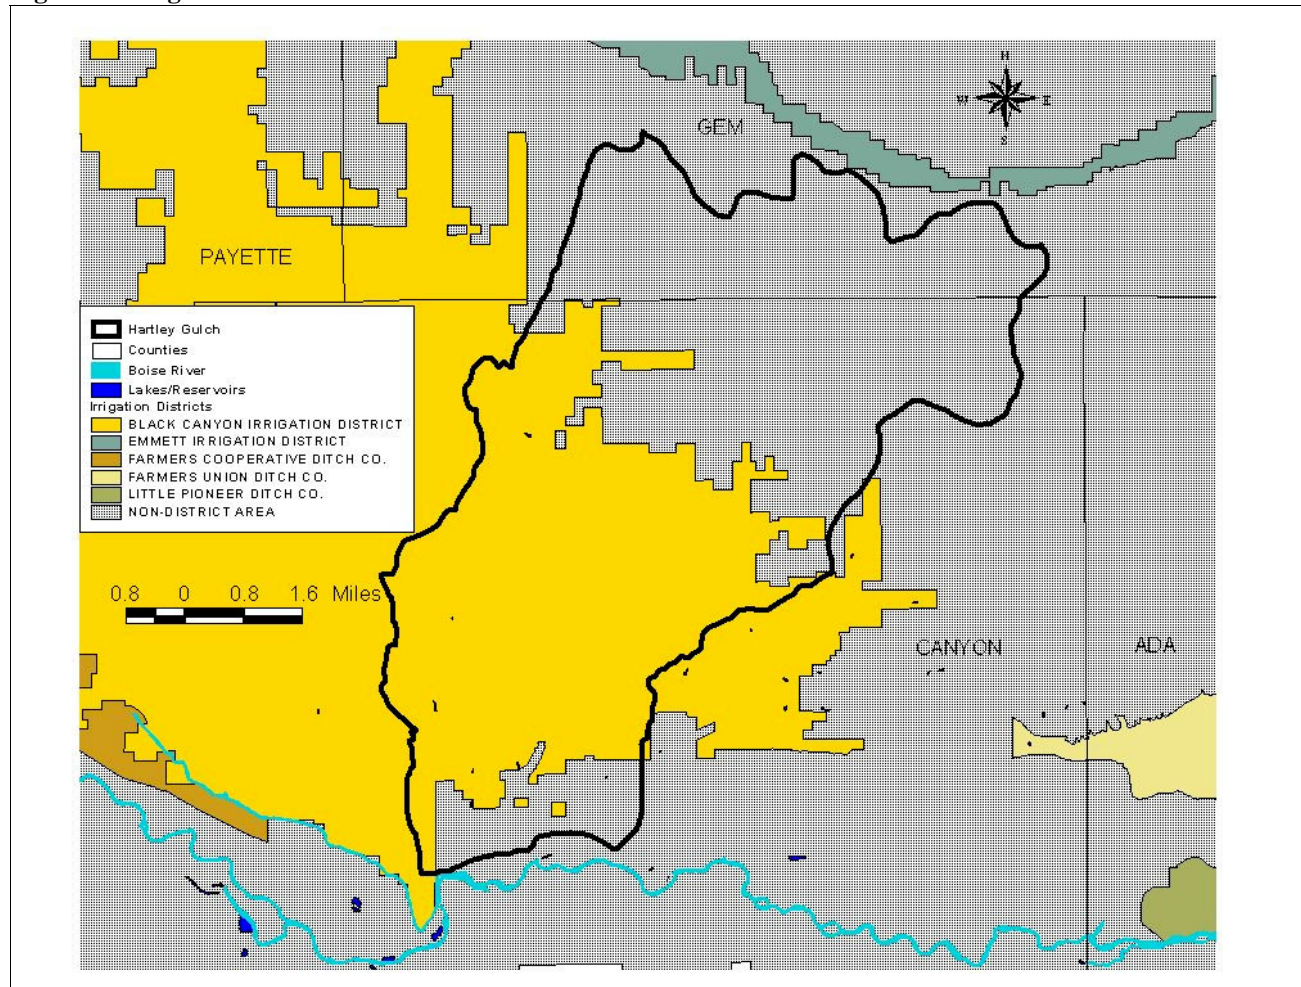 N
W E
S
GEM
PAYETTE
Hartley Gulch
Counties
Boise River
Lakes/Reservoirs
Irrigation Districts
BLACK CANYON IRRIGATION DISTRICT
EMMETT IRRIGATION DISTRICT
FARMERS COOPERATIVE DITCH CO.
FARMERS UNION DITCH CO.
LITTLE PIONEER DITCH CO.
NON-DISTRICT AREA
0.8 0 0.8 1.6 Miles
CANYON
ADA